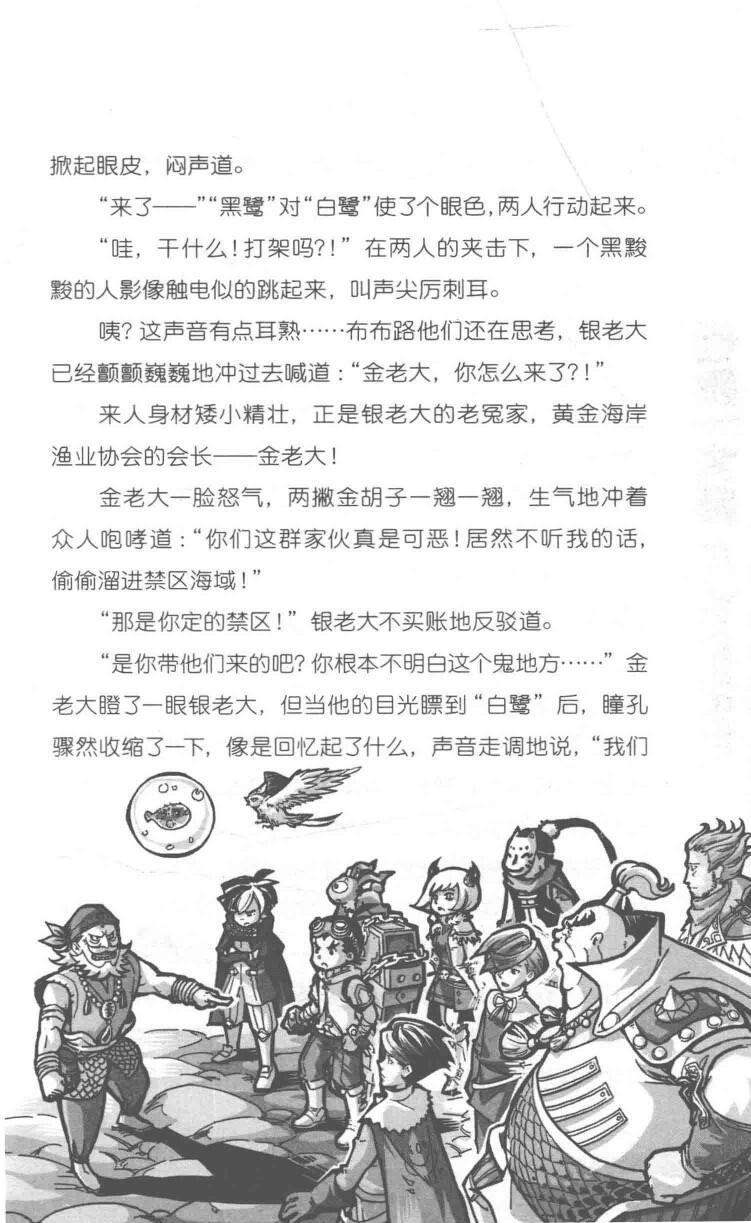 掀起眼皮，闷声道。
“来了——”“黑鹭”对“白鹭”使了个眼色，两人行动起来。
“哇，干什么！打架吗？！”在两人的夹击下，一个黑黢
黢的人影像触电似的跳起来，叫声尖厉刺耳。
咦？这声音有点耳熟……布布路他们还在思考，银老大
已经颤颤巍巍地冲过去喊道：“金老大，你怎么来了？！”
来人身材矮小精壮，正是银老大的老冤家，黄金海岸
渔业协会的会长——金老大！
金老大一脸怒气，两撇金胡子一翘一翘，生气地冲着
众人咆哮道：“你们这群家伙真是可恶！居然不听我的话，
偷偷溜进禁区海域！”
“那是你定的禁区！”银老大不买账地反驳道。
“是你带他们来的吧？你根本不明白这个鬼地方……”金
老大瞪了一眼银老大，但当他的目光瞟到“白鹭”后，瞳孔
骤然收缩了一下，像是回忆起了什么，声音走调地说，“我们